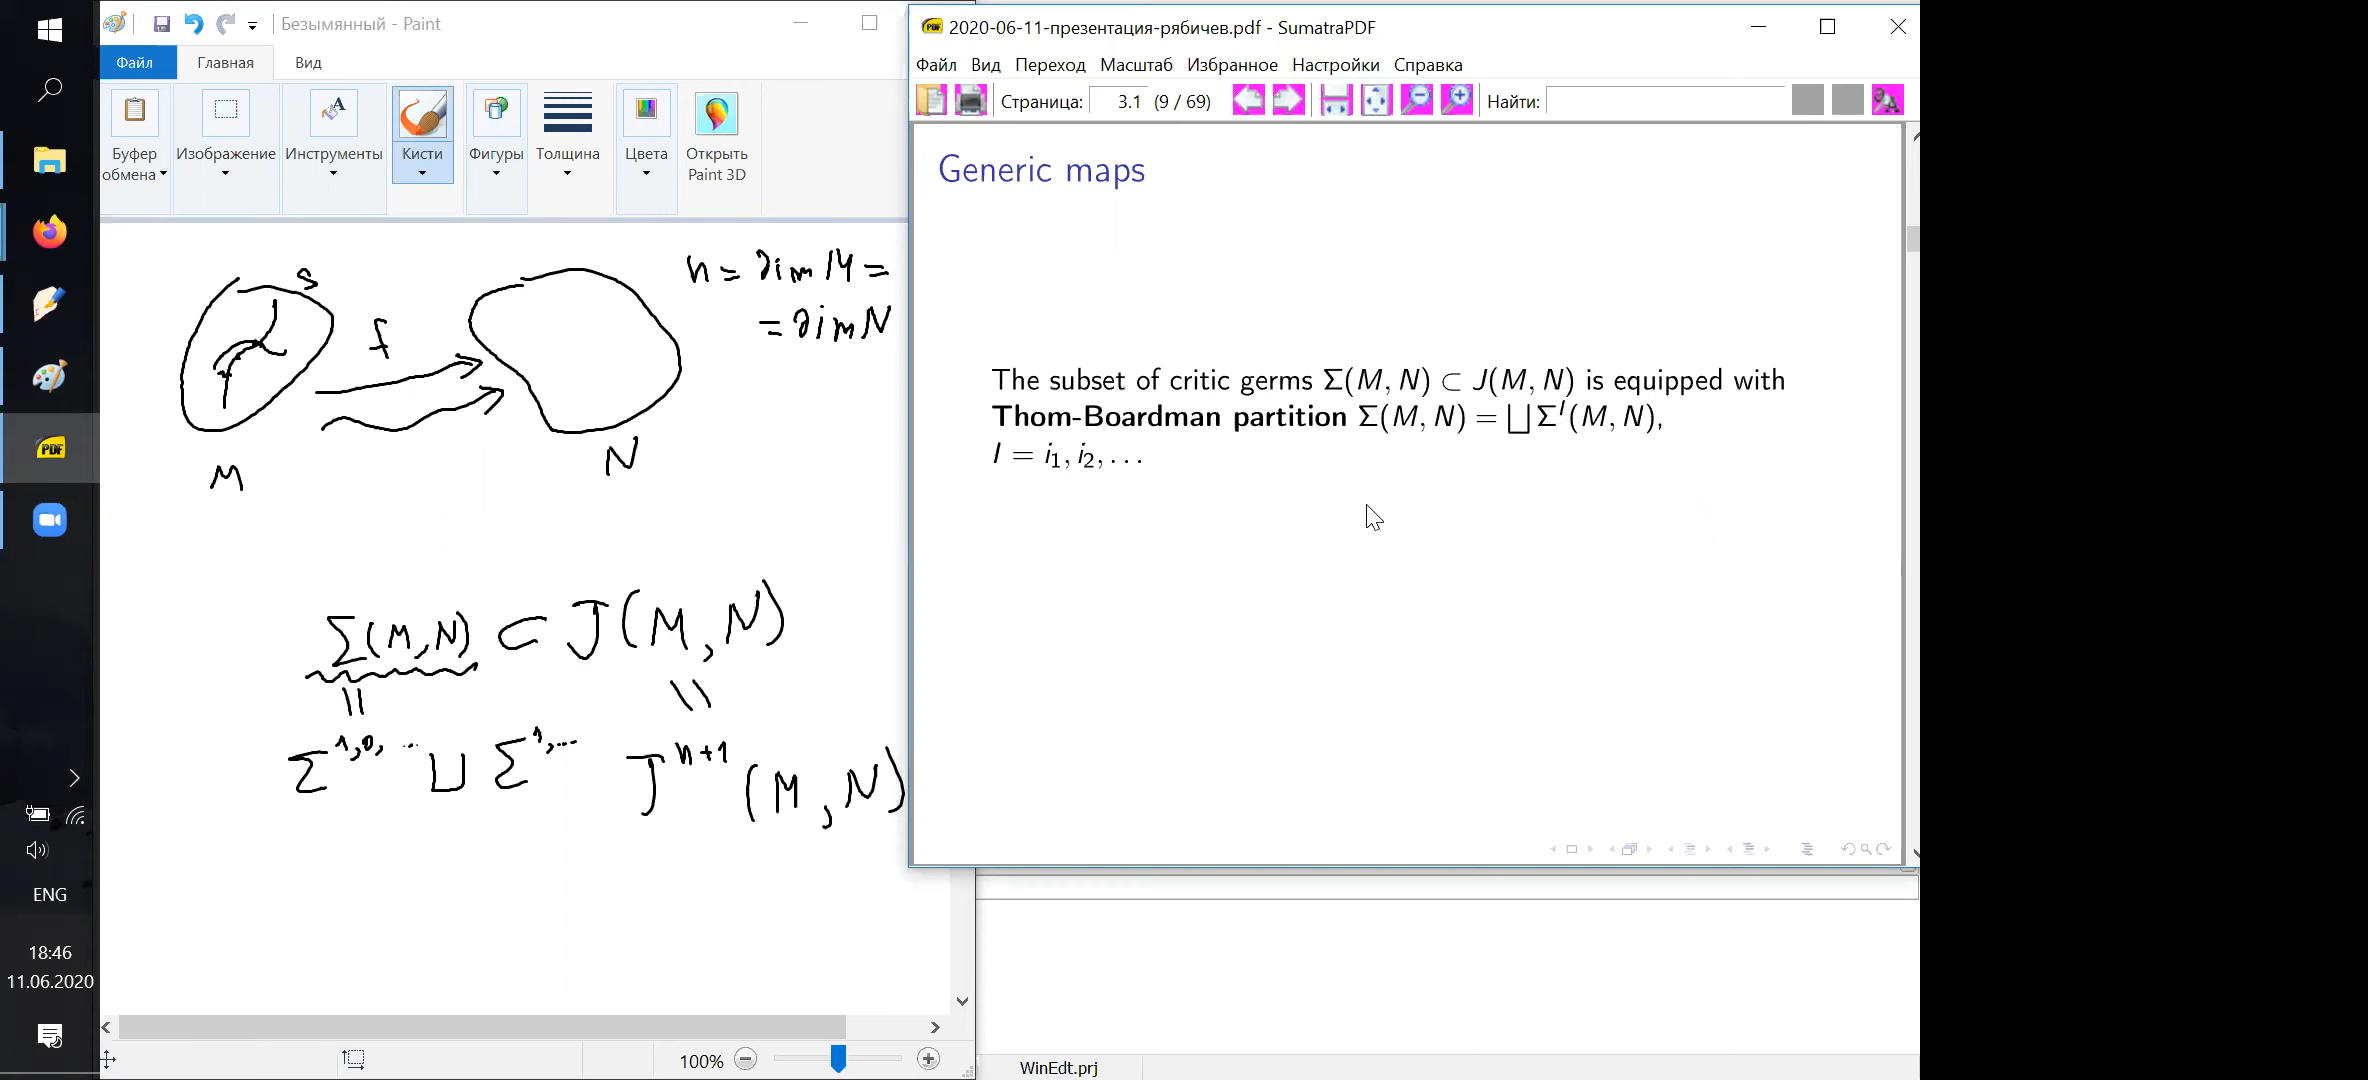 Безымянный - Paint
Файл Главная Вид
Буфер обмена
Изображение
Инструменты
Кисти
Фигуры
Толщина
Цвета
Открыть Paint 3D
S
f
M
N
n = dim M =
= dim N
Σ(M, N) ⊂ J(M, N)
|| ||
Σ^{1,0,...} ⊔ Σ^{1,...} J^{n+1}(M, N)
100%
2020-06-11-презентация-рябичев.pdf - SumatraPDF
Файл Вид Переход Масштаб Избранное Настройки Справка
Страница: 3.1 (9 / 69) Найти:
Generic maps
The subset of critic germs Σ(M, N) ⊂ J(M, N) is equipped with
Thom-Boardman partition Σ(M, N) = ⨆ Σ^I(M, N),
I = i₁, i₂, . . .
WinEdt.prj
PDF
ENG
18:46
11.06.2020